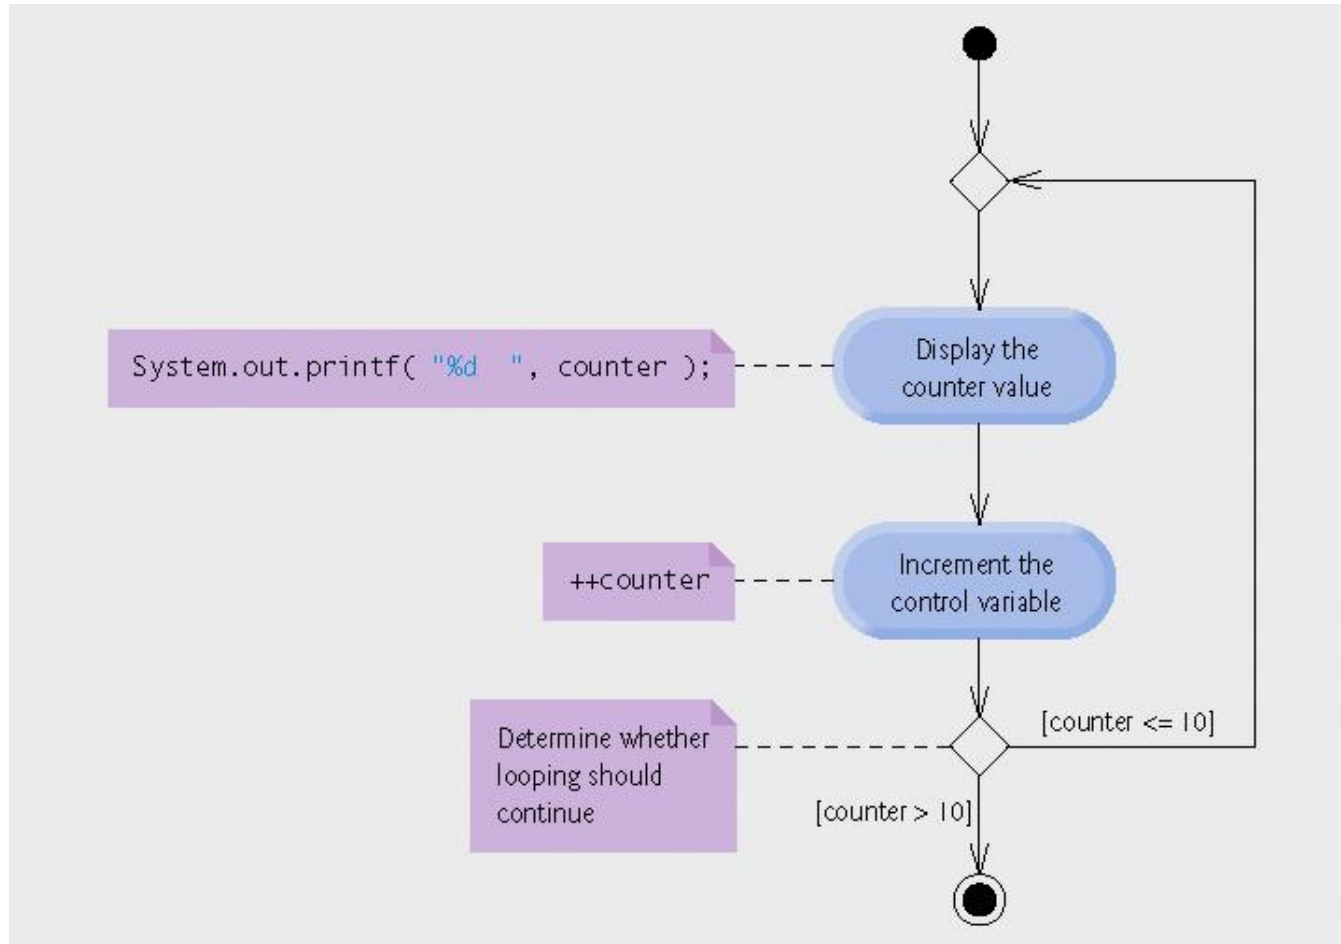 System.out.printf( "%d  ", counter );
Display the
counter value
++counter
Increment the
control variable
Determine whether
looping should
continue
[counter <= 10]
[counter > 10]